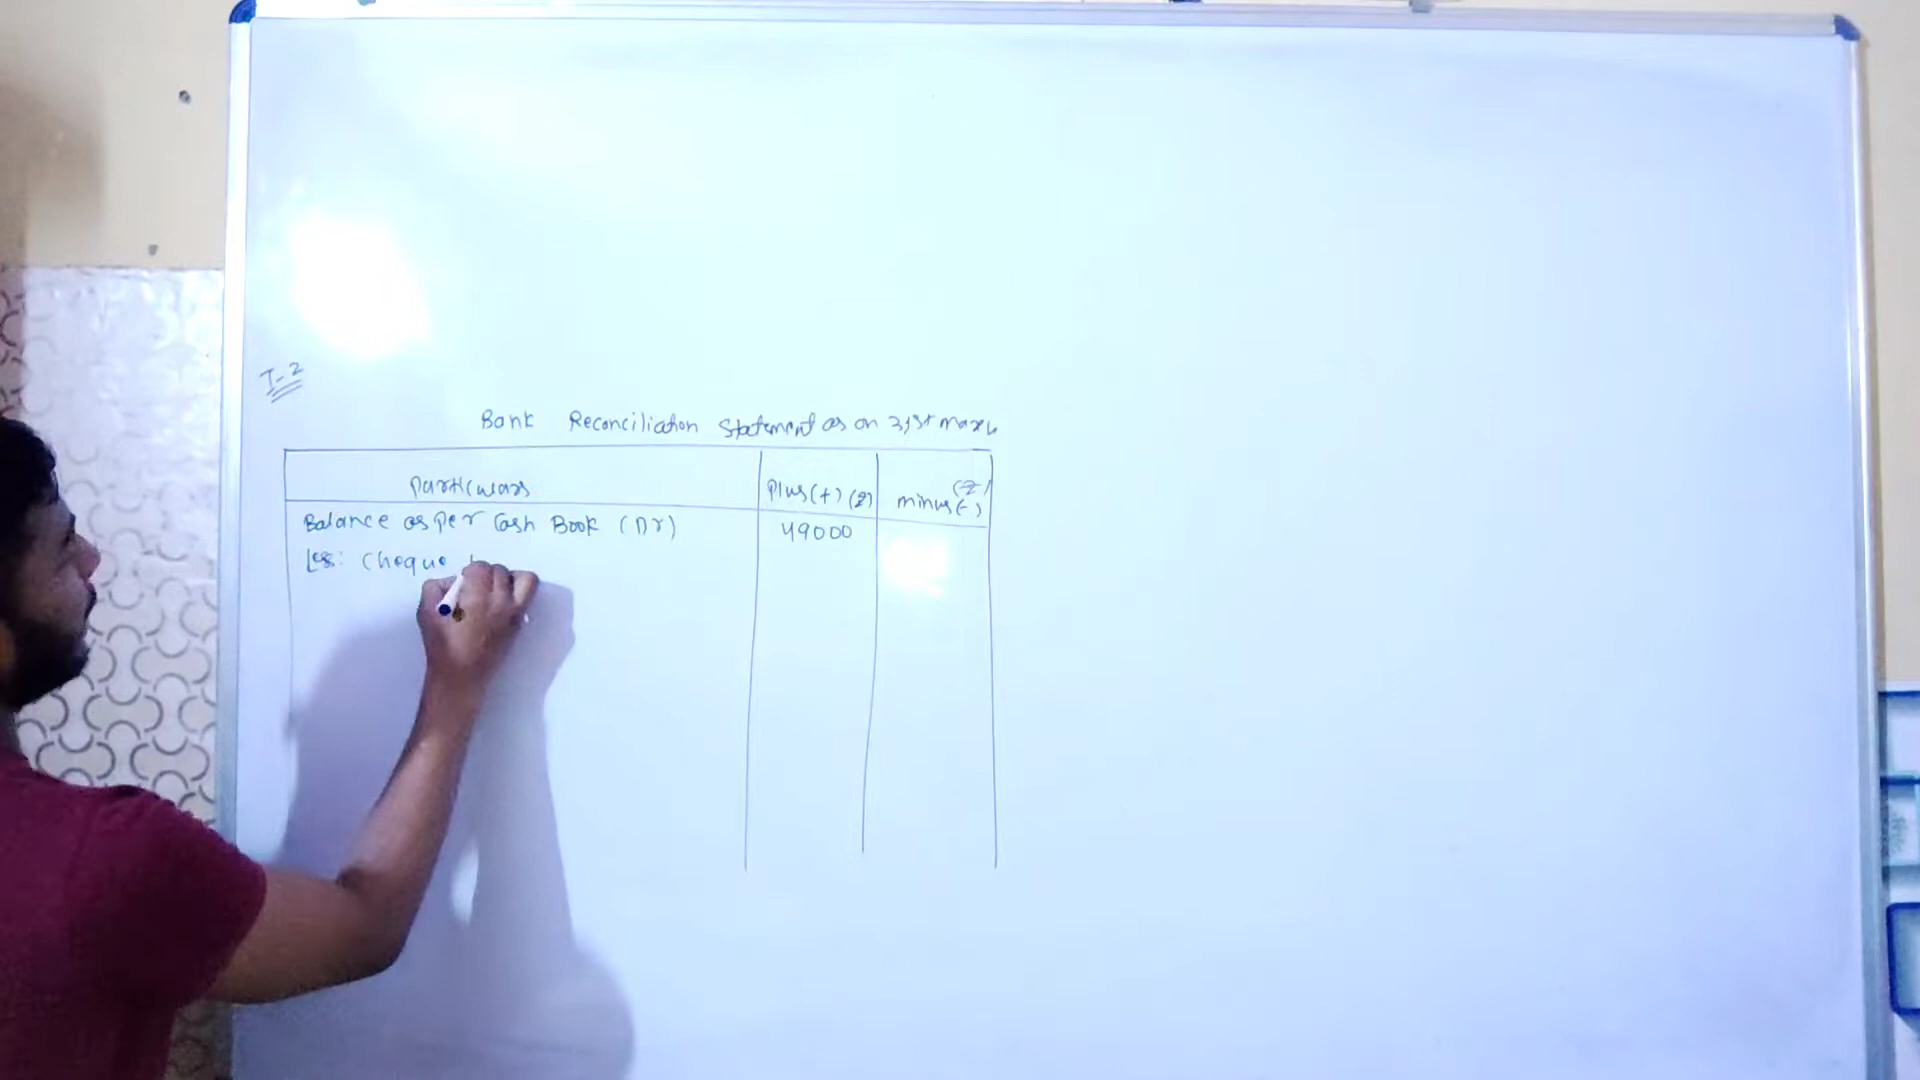 I-2
Bank Reconciliation Statement as on 31st march
Particulars
Plus(+) (₹)
minus(-) (₹)
Balance as per Cash Book (Dr)
49000
Less: Cheque